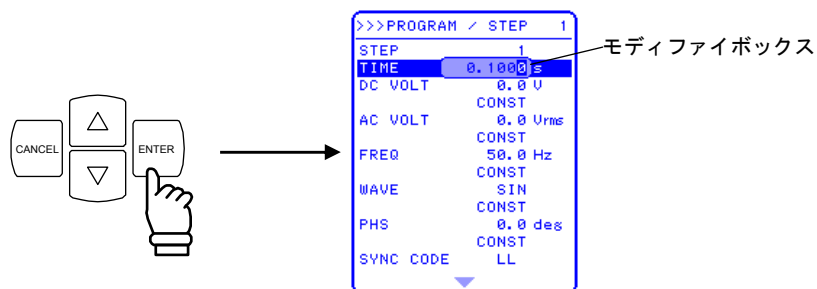 >>>PROGRAM / STEP 1
STEP 1
モディファイボックス
TIME 0.1000 s
DC VOLT 0.0 V
CONST
AC VOLT 0.0 Vrms
CONST
FREQ 50.0 Hz
CONST
WAVE SIN
CONST
PHS 0.0 deg
CONST
SYNC CODE LL
CANCEL
ENTER